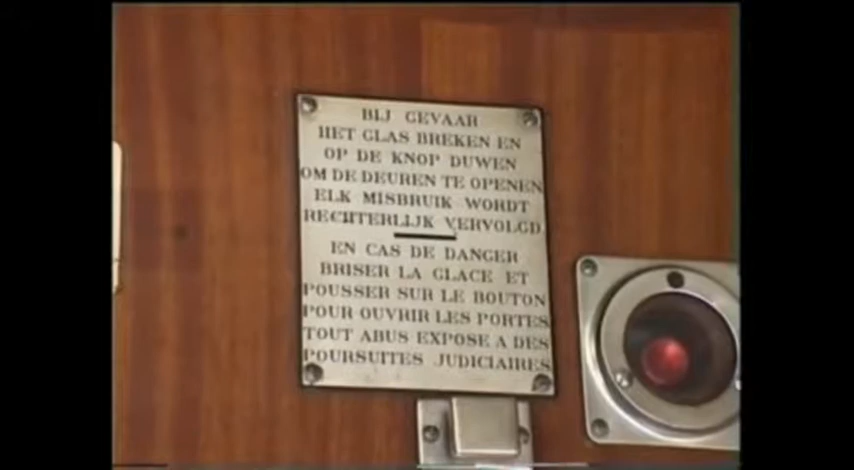 BIJ GEVAAR
HET GLAS BREKEN EN
OP DE KNOP DUWEN
OM DE DEUREN TE OPENEN
ELK MISBRUIK WORDT
RECHTERLIJK VERVOLGD.
EN CAS DE DANGER
BRISER LA GLACE ET
POUSSER SUR LE BOUTON
POUR OUVRIR LES PORTES
TOUT ABUS EXPOSE A DES
POURSUITES JUDICIAIRES